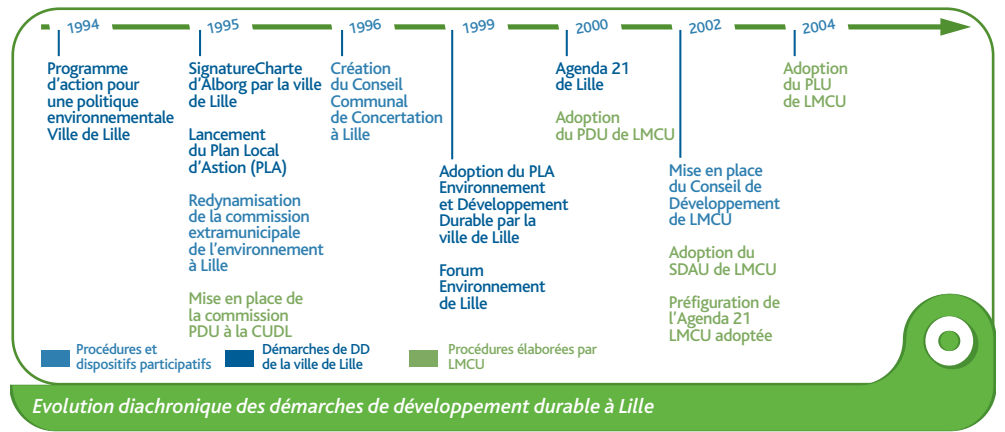 1994
1995
1996
1999
2000
2002
2004
Programme
d'action pour
une politique
environnementale
Ville de Lille
SignatureCharte
d'Alborg par la ville
de Lille
Lancement
du Plan Local
d'Astion (PLA)
Redynamisation
de la commission
extramunicipale
de l'environnement
à Lille
Mise en place de
la commission
PDU à la CUDL
Création
du Conseil
Communal
de Concertation
à Lille
Adoption du PLA
Environnement
et Développement
Durable par la
ville de Lille
Forum
Environnement
de Lille
Agenda 21
de Lille
Adoption
du PDU de LMCU
Mise en place
du Conseil de
Développement
de LMCU
Adoption du
SDAU de LMCU
Préfiguration de
l'Agenda 21
LMCU adoptée
Adoption
du PLU
de LMCU
Procédures et
dispositifs participatifs
Démarches de DD
de la ville de Lille
Procédures élaborées par
LMCU
Evolution diachronique des démarches de développement durable à Lille